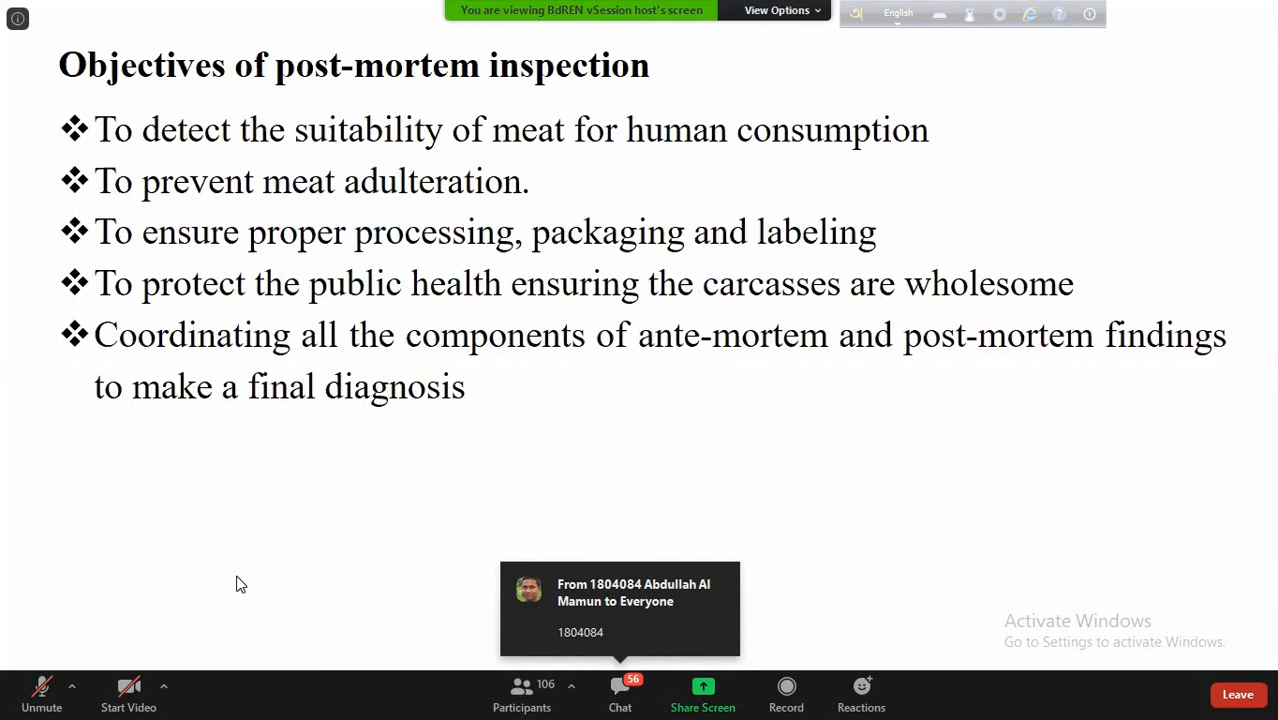 You are viewing BdREN vSession host's screen
View Options
English
Objectives of post-mortem inspection
❖To detect the suitability of meat for human consumption
❖To prevent meat adulteration.
❖To ensure proper processing, packaging and labeling
❖To protect the public health ensuring the carcasses are wholesome
❖Coordinating all the components of ante-mortem and post-mortem findings
to make a final diagnosis
From 1804084 Abdullah Al
Mamun to Everyone
1804084
Activate Windows
Go to Settings to activate Windows.
56
106
Unmute
Start Video
Participants
Chat
Share Screen
Record
Reactions
Leave